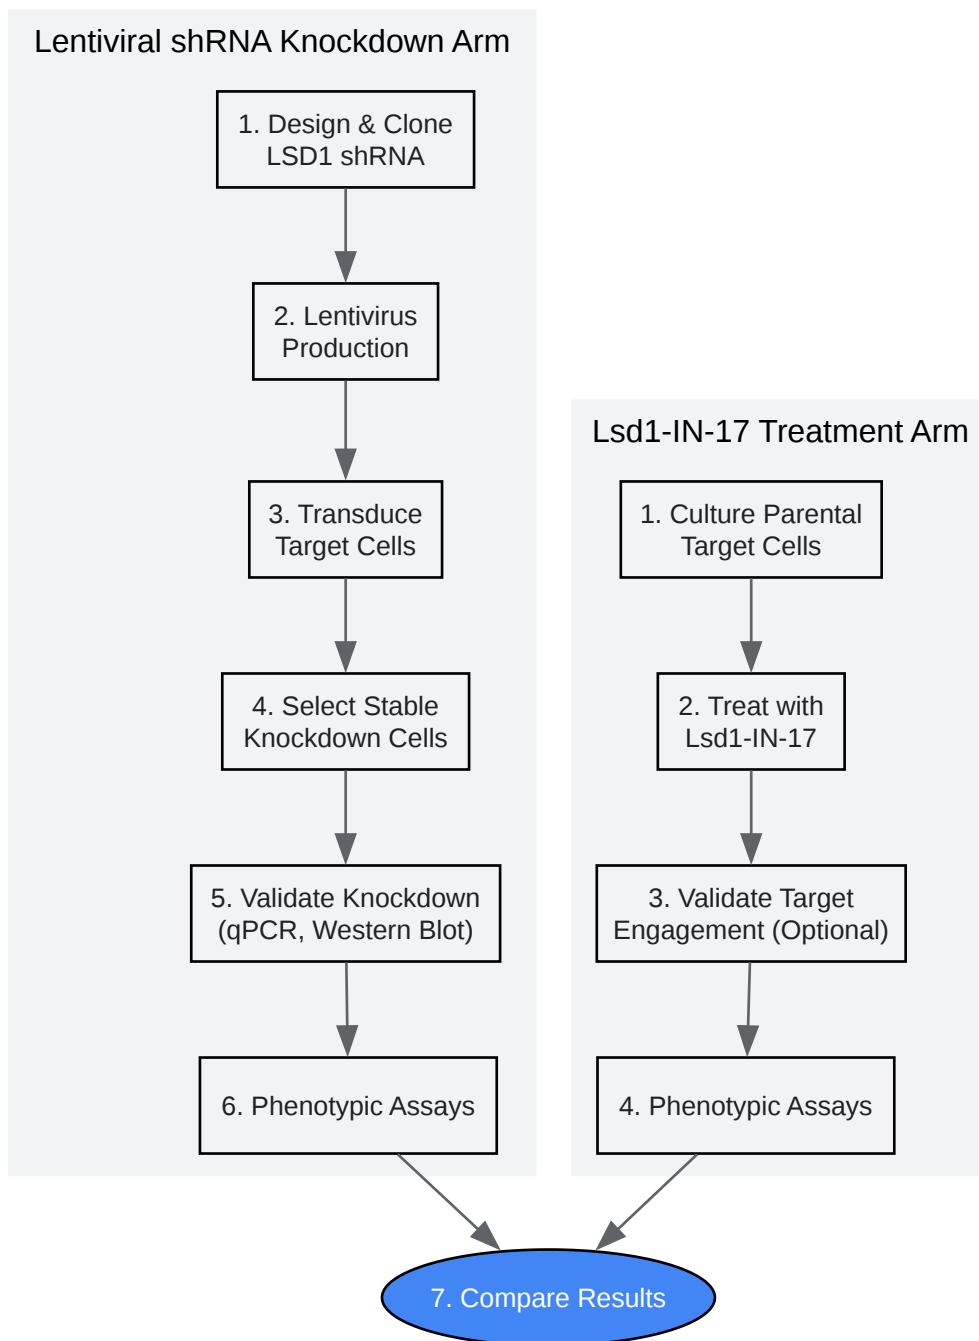 Lentiviral shRNA Knockdown Arm
1. Design & Clone
LSD1 shRNA
2. Lentivirus
Production
3. Transduce
Target Cells
4. Select Stable
Knockdown Cells
5. Validate Knockdown
(qPCR, Western Blot)
6. Phenotypic Assays
Lsd1-IN-17 Treatment Arm
1. Culture Parental
Target Cells
2. Treat with
Lsd1-IN-17
3. Validate Target
Engagement (Optional)
4. Phenotypic Assays
7. Compare Results